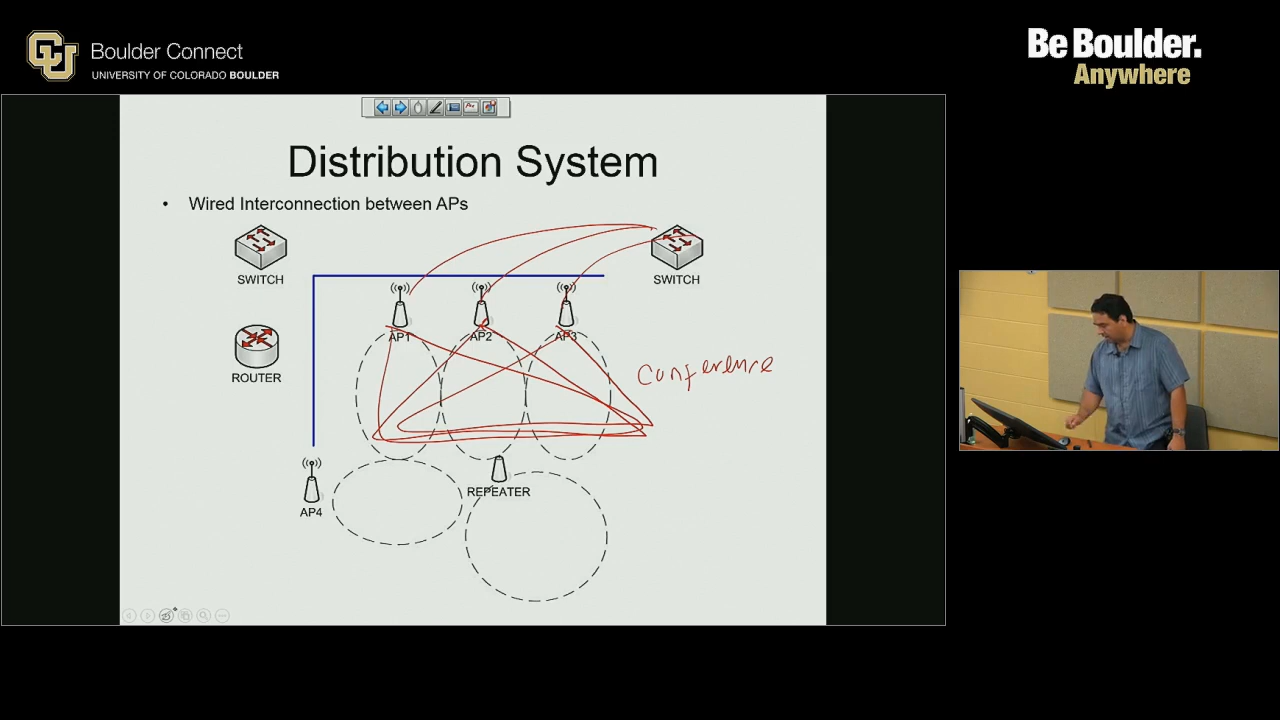 Boulder Connect
UNIVERSITY OF COLORADO BOULDER
Be Boulder.
Anywhere
Distribution System
• Wired Interconnection between APs
SWITCH
SWITCH
AP1
AP2
AP3
ROUTER
Conference
REPEATER
AP4